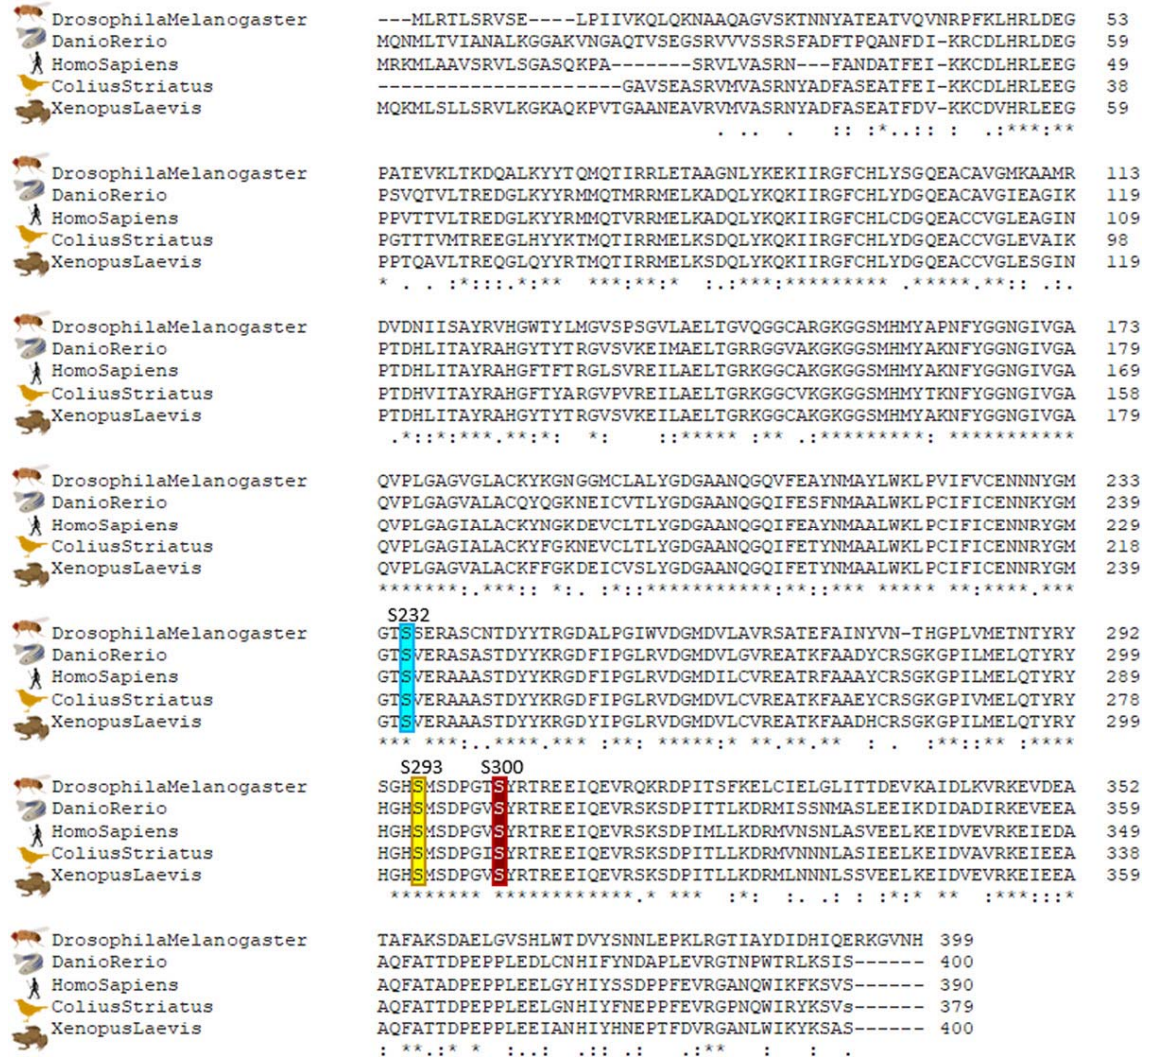 DrosophilaMelanogaster ---MLRTLSRVSE----LPIIVKQLQKNAAQAGVSKTNNYATEATVQVNRPFKLHRLDEG 53
DanioRerio MQNMLTVIANALKGGAKVNGAQTVSEGSRVVVSSRSFADFTPQANFDI-KRCDLHRLDEG 59
HomoSapiens MRKMLAAVSRVLSGASQKPA-------SRVLVASRN---FANDATFEI-KKCDLHRLEEG 49
ColiusStriatus ---------------------GAVSEASRVMVASRNYADFASEATFEI-KKCDLHRLEEG 38
XenopusLaevis MQKMLSLLSRVLKGKAQKPVTGAANEAVRVMVASRNYADFASEATFDV-KKCDVHRLEEG 59
. .. . :: :*..:: : .:***:**
DrosophilaMelanogaster PATEVKLTKDQALKYYTQMQTIRRLETAAGNLYKEKIIRGFCHLYSGQEACAVGMKAAMR 113
DanioRerio PSVQTVLTREDGLKYYRMMQTMRRMELKADQLYKQKIIRGFCHLYDGQEACAVGIEAGIK 119
HomoSapiens PPVTTVLTREDGLKYYRMMQTVRRMELKADQLYKQKIIRGFCHLCDGQEACCVGLEAGIN 109
ColiusStriatus PGTTTVMTREEGLHYYKTMQTIRRMELKSDQLYKQKIIRGFCHLYDGQEACCVGLEVAIK 98
XenopusLaevis PPTQAVLTREQGLQYYRTMQTIRRMELKSDQLYKQKIIRGFCHLYDGQEACCVGLESGIN 119
* . . :*::.*:** ***:**:* :.:***:********* .*****.**:: .:.
DrosophilaMelanogaster DVDNIISAYRVHGWTYLMGVSPSGVLAELTGVQGGCARGKGGSMHMYAPNFYGGNGIVGA 173
DanioRerio PTDHLITAYRAHGYTYTRGVSVKEIMAELTGRRGGVAKGKGGSMHMYAKNFYGGNGIVGA 179
HomoSapiens PTDHLITAYRAHGFTFTRGLSVREILAELTGRKGGCAKGKGGSMHMYAKNFYGGNGIVGA 169
ColiusStriatus PTDHVITAYRAHGFTYARGVPVREILAELTGRKGGCVKGKGGSMHMYTKNFYGGNGIVGA 158
XenopusLaevis PTDHLITAYRAHGYTYTRGVSVKEILAELTGRKGGCAKGKGGSMHMYAKNFYGGNGIVGA 179
.*::*:***.**:*: *: ::***** :** .:*********: ***********
DrosophilaMelanogaster QVPLGAGVGLACKYKGNGGMCLALYGDGAANQGQVFEAYNMAYLWKLPVIFVCENNNYGM 233
DanioRerio QVPLGAGVALACQYQGKNEICVTLYGDGAANQGQIFESFNMAALWKLPCIFICENNKYGM 239
HomoSapiens QVPLGAGIALACKYNGKDEVCLTLYGDGAANQGQIFEAYNMAALWKLPCIFICENNRYGM 229
ColiusStriatus QVPLGAGIALACKYFGKNEVCLTLYGDGAANQGQIFETYNMAALWKLPCIFICENNRYGM 218
XenopusLaevis QVPLGAGVALACKFFGKDEICVSLYGDGAANQGQIFETYNMAALWKLPCIFICENNRYGM 239
*******:.***:: *:. :*::***********:**::*** ***** **:****.***
S232
DrosophilaMelanogaster GTSSERASCNTDYYTRGDALPGIWVDGMDVLAVRSATEFAINYVN-THGPLVMETNTYRY 292
DanioRerio GTSVERASASTDYYKRGDFIPGLRVDGMDVLGVREATKFAADYCRSGKGPILMELQTYRY 299
HomoSapiens GTSVERAAASTDYYKRGDFIPGLRVDGMDILCVREATRFAAAYCRSGKGPILMELQTYRY 289
ColiusStriatus GTSVERAAASTDYYKRGDFIPGLRVDGMDVLCVREATKFAAEYCRSGKGPIVMELQTYRY 278
XenopusLaevis GTSVERAAASTDYYKRGDYIPGLRVDGMDVLCVREATKFAADHCRSGKGPILMELQTYRY 299
*** ***:..****.*** :**: *****:* **.**.** : . :**::** :****
S293 S300
DrosophilaMelanogaster SGHSMSDPGTSYRTREEIQEVRQKRDPITSFKELCIELGLITTDEVKAIDLKVRKEVDEA 352
DanioRerio HGHSMSDPGVSYRTREEIQEVRSKSDPITTLKDRMISSNMASLEEIKDIDADIRKEVEEA 359
HomoSapiens HGHSMSDPGVSYRTREEIQEVRSKSDPIMLLKDRMVNSNLASVEELKEIDVEVRKEIEDA 349
ColiusStriatus HGHSMSDPGISYRTREEIQEVRSKSDPITLLKDRMVNNNLASIEELKEIDVAVRKEIEEA 338
XenopusLaevis HGHSMSDPGVSYRTREEIQEVRSKSDPITLLKDRMLNNNLSSVEELKEIDVEVRKEIEEA 359
******** ************.* *** :*: :. .: : :*:* ** :***:::*
DrosophilaMelanogaster TAFAKSDAELGVSHLWTDVYSNNLEPKLRGTIAYDIDHIQERKGVNH 399
DanioRerio AQFATTDPEPPLEDLCNHIFYNDAPLEVRGTNPWTRLKSIS------ 400
HomoSapiens AQFATADPEPPLEELGYHIYSSDPPFEVRGANQWIKFKSVS------ 390
ColiusStriatus AQFATTDPEPPLEELGNHIYFNEPPFEVRGPNQWIRYKSVs------ 379
XenopusLaevis AQFATTDPEPPLEEIANHIYHNEPTFDVRGANLWIKYKSAS------ 400
: **.:* * :..: .:: .: .:** : : .